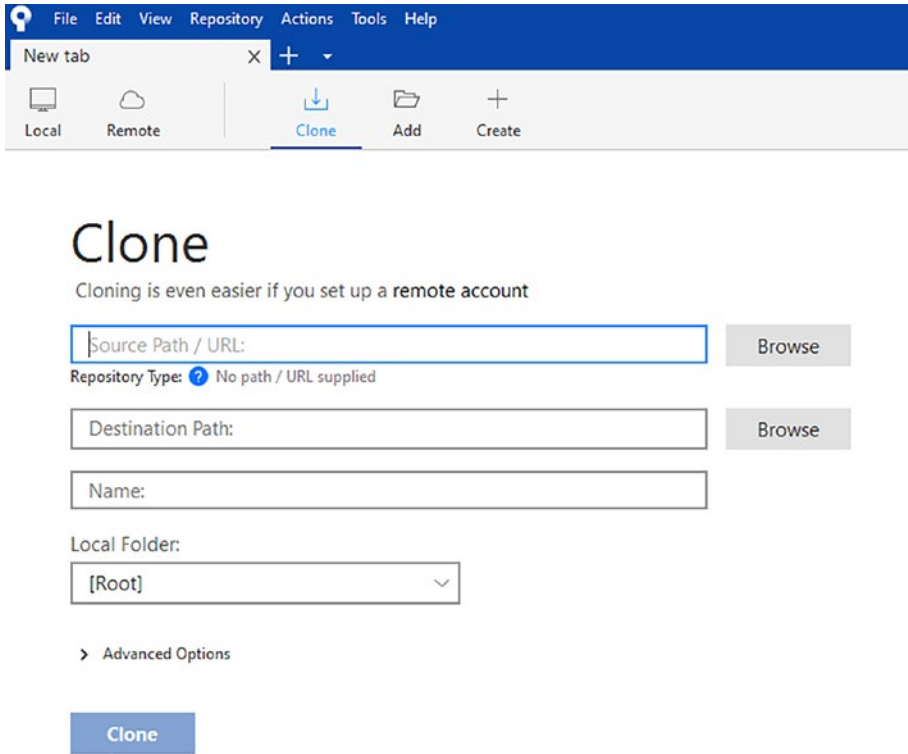 File Edit View Repository Actions Tools Help
New tab
Local Remote Clone Add Create
Clone
Cloning is even easier if you set up a remote account
Source Path / URL: Browse
Repository Type: ? No path / URL supplied
Destination Path: Browse
Name:
Local Folder:
[Root]
Advanced Options
Clone